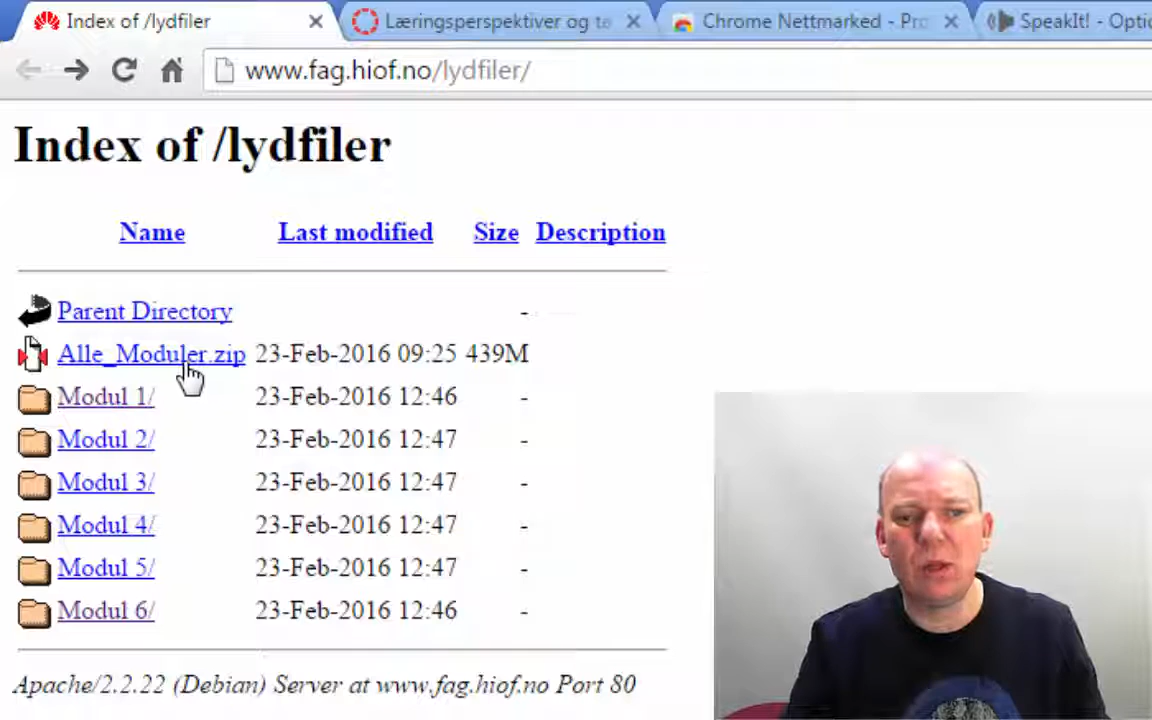 Index of /lydfiler
Læringsperspektiver og te
Chrome Nettmarked - Pro
SpeakIt! - Optio
www.fag.hiof.no/lydfiler/
Index of /lydfiler
Name Last modified Size Description
Parent Directory -
Alle_Moduler.zip 23-Feb-2016 09:25 439M
Modul 1/ 23-Feb-2016 12:46 -
Modul 2/ 23-Feb-2016 12:47 -
Modul 3/ 23-Feb-2016 12:47 -
Modul 4/ 23-Feb-2016 12:47 -
Modul 5/ 23-Feb-2016 12:47 -
Modul 6/ 23-Feb-2016 12:46 -
Apache/2.2.22 (Debian) Server at www.fag.hiof.no Port 80